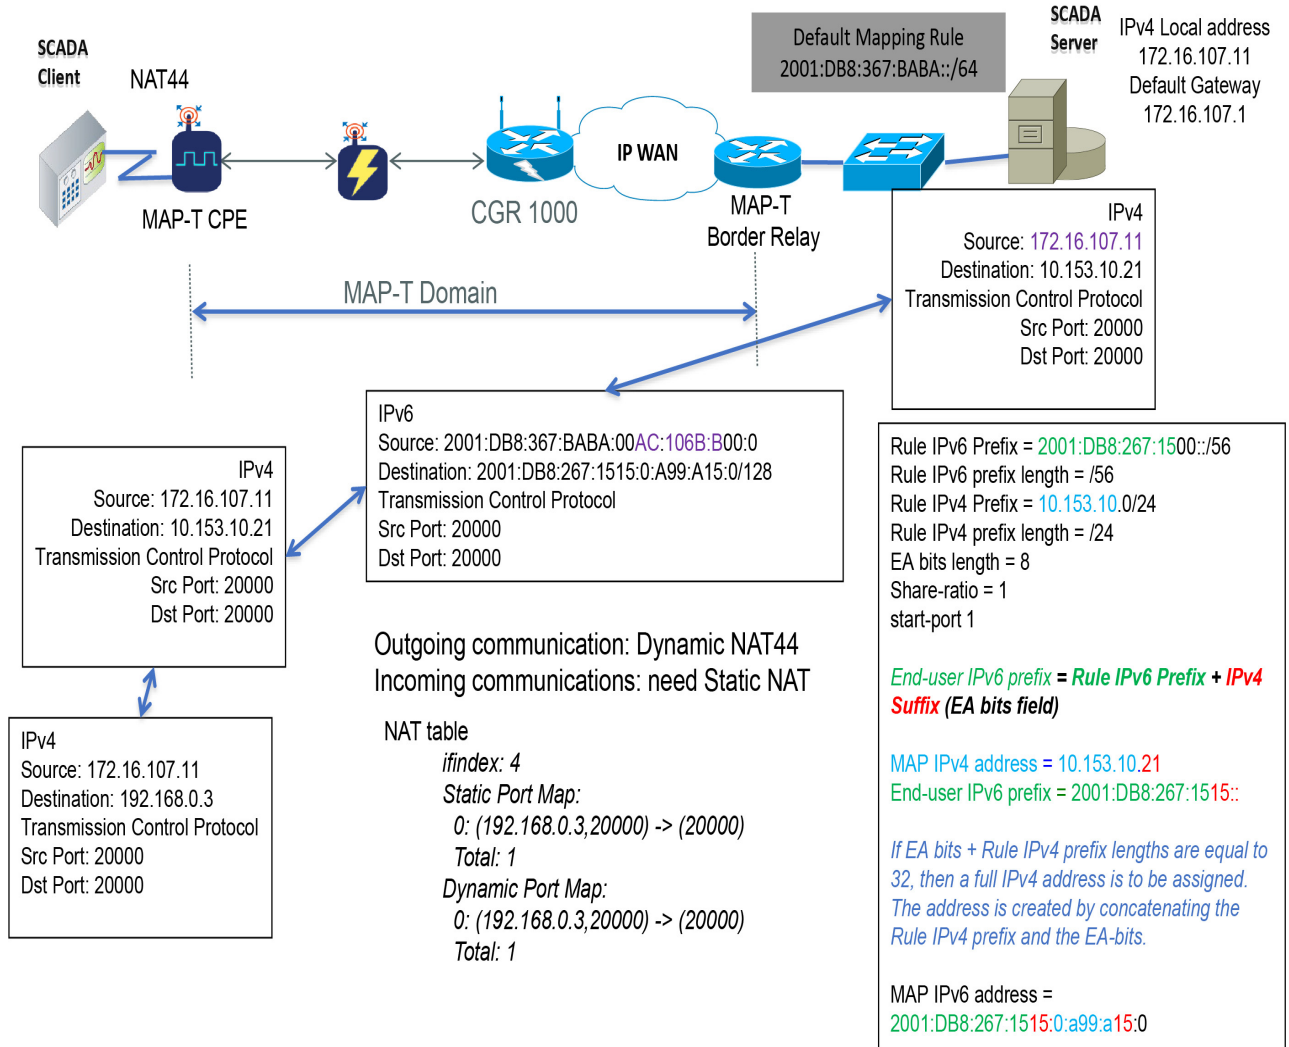 SCADA
Client
NAT44
MAP-T CPE
CGR 1000
IP WAN
MAP-T
Border Relay
Default Mapping Rule
2001:DB8:367:BABA::/64
SCADA
Server
IPv4 Local address
172.16.107.11
Default Gateway
172.16.107.1
MAP-T Domain
IPv4
Source: 172.16.107.11
Destination: 10.153.10.21
Transmission Control Protocol
Src Port: 20000
Dst Port: 20000
IPv6
Source: 2001:DB8:367:BABA:00AC:106B:B00:0
Destination: 2001:DB8:267:1515:0:A99:A15:0/128
Transmission Control Protocol
Src Port: 20000
Dst Port: 20000
IPv4
Source: 172.16.107.11
Destination: 10.153.10.21
Transmission Control Protocol
Src Port: 20000
Dst Port: 20000
IPv4
Source: 172.16.107.11
Destination: 192.168.0.3
Transmission Control Protocol
Src Port: 20000
Dst Port: 20000
Outgoing communication: Dynamic NAT44
Incoming communications: need Static NAT
NAT table
ifindex: 4
Static Port Map:
0: (192.168.0.3,20000) -> (20000)
Total: 1
Dynamic Port Map:
0: (192.168.0.3,20000) -> (20000)
Total: 1
Rule IPv6 Prefix = 2001:DB8:267:1500::/56
Rule IPv6 prefix length = /56
Rule IPv4 Prefix = 10.153.10.0/24
Rule IPv4 prefix length = /24
EA bits length = 8
Share-ratio = 1
start-port 1
End-user IPv6 prefix = Rule IPv6 Prefix + IPv4
Suffix (EA bits field)
MAP IPv4 address = 10.153.10.21
End-user IPv6 prefix = 2001:DB8:267:1515::
If EA bits + Rule IPv4 prefix lengths are equal to
32, then a full IPv4 address is to be assigned.
The address is created by concatenating the
Rule IPv4 prefix and the EA-bits.
MAP IPv6 address =
2001:DB8:267:1515:0:a99:a15:0